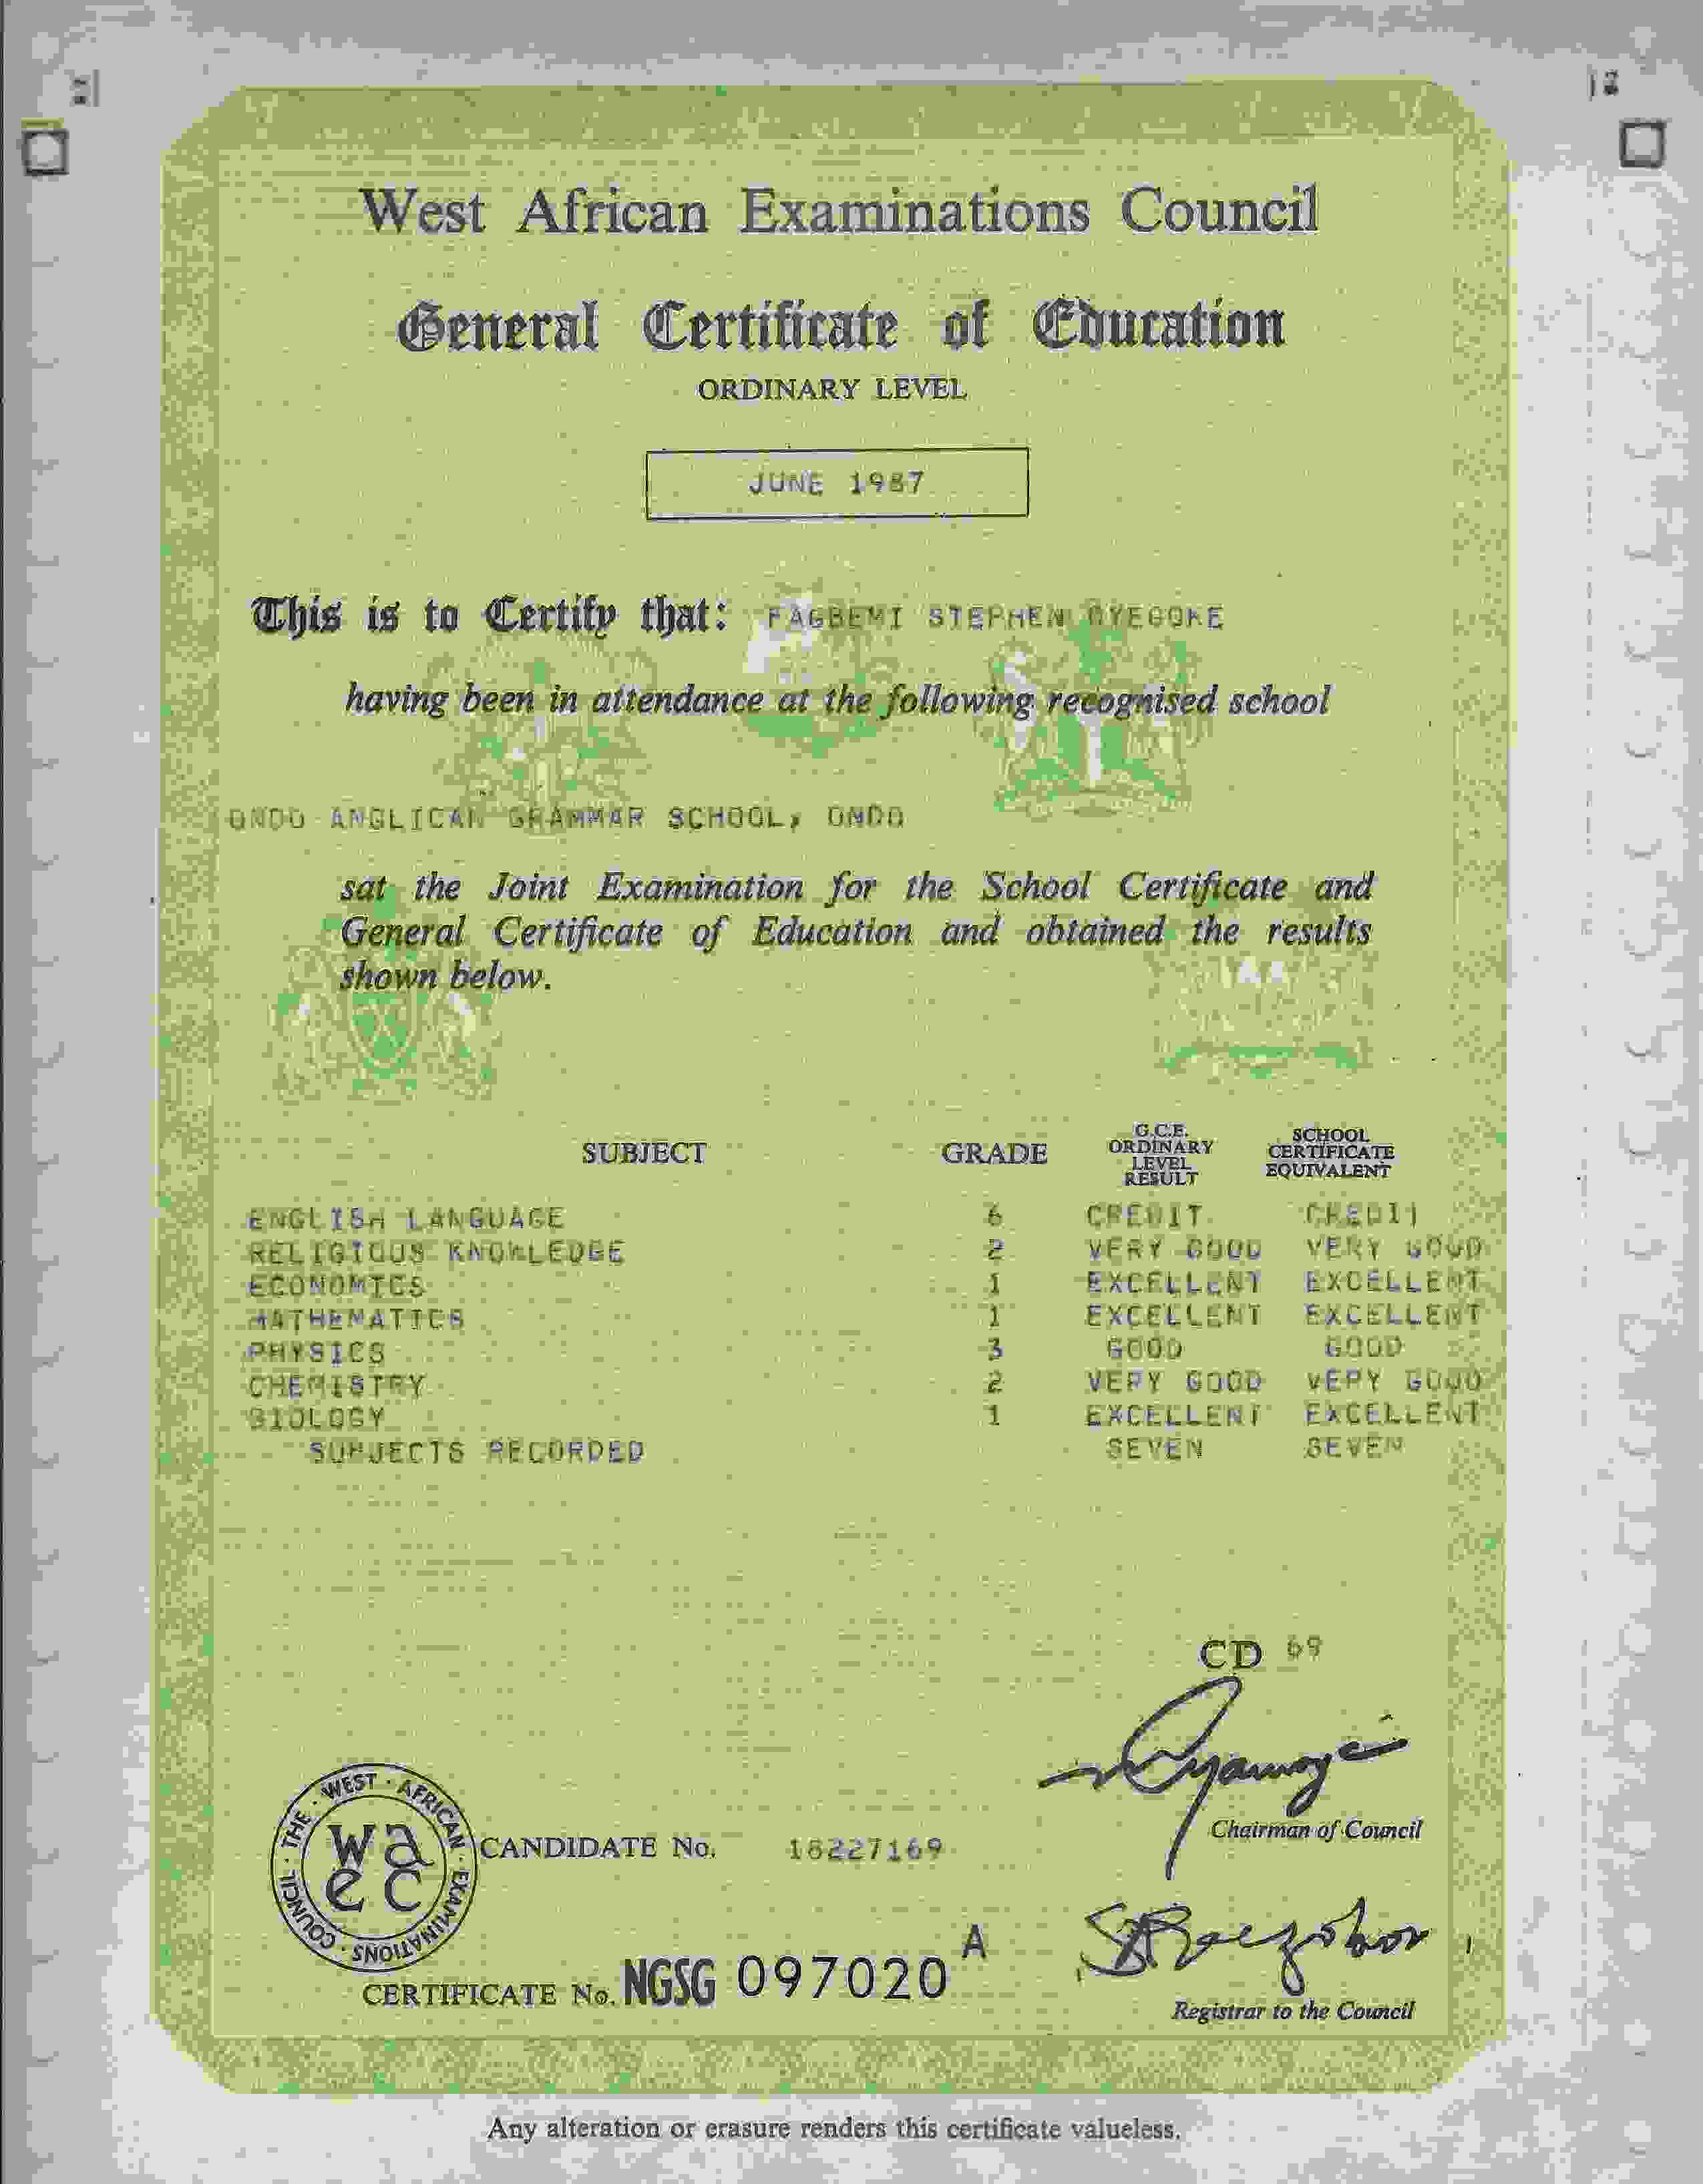 West African Examinations Council
General Certificate of Education
ORDINARY LEVEL
JUNE 1987
This is to Certify that: FAGBEMI STEPHEN OYEGOKE
having been in attendance at the following recognised school
ONDO ANGLICAN GRAMMAR SCHOOL, ONDO
sat the Joint Examination for the School Certificate and
General Certificate of Education and obtained the results
shown below.
SUBJECT GRADE G.C.E. ORDINARY LEVEL RESULT SCHOOL CERTIFICATE EQUIVALENT
ENGLISH LANGUAGE 6 CREDIT CREDIT
RELIGIOUS KNOWLEDGE 2 VERY GOOD VERY GOOD
ECONOMICS 1 EXCELLENT EXCELLENT
MATHEMATICS 1 EXCELLENT EXCELLENT
PHYSICS 3 GOOD GOOD
CHEMISTRY 2 VERY GOOD VERY GOOD
BIOLOGY 1 EXCELLENT EXCELLENT
SUBJECTS RECORDED SEVEN SEVEN
CD 69
Chairman of Council
THE · WEST · AFRICAN · EXAMINATIONS · COUNCIL
waec
CANDIDATE No. 16227169
CERTIFICATE No. NGSG 097020 A
Registrar to the Council
Any alteration or erasure renders this certificate valueless.